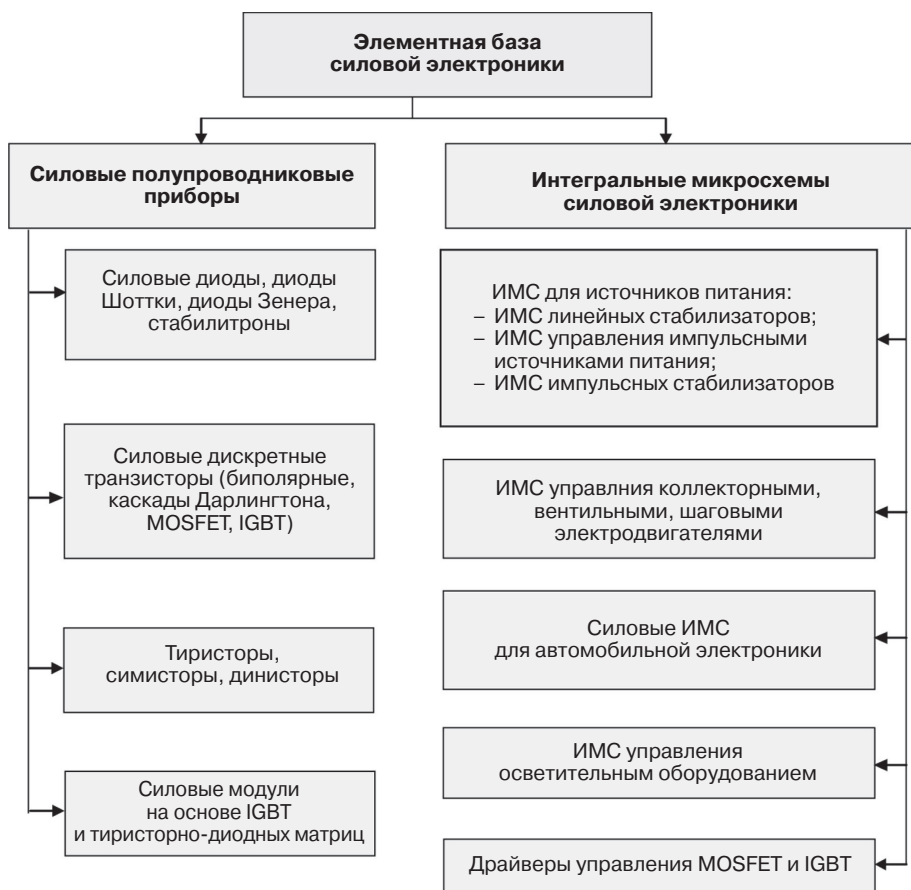 Элементная база
силовой электроники
Силовые полупроводниковые
приборы
Силовые диоды, диоды
Шоттки, диоды Зенера,
стабилитроны
Силовые дискретные
транзисторы (биполярные,
каскады Дарлингтона,
MOSFET, IGBT)
Тиристоры,
симисторы, динисторы
Силовые модули
на основе IGBT
и тиристорно-диодных матриц
Интегральные микросхемы
силовой электроники
ИМС для источников питания:
– ИМС линейных стабилизаторов;
– ИМС управления импульсными
источниками питания;
– ИМС импульсных стабилизаторов
ИМС управлния коллекторными,
вентильными, шаговыми
электродвигателями
Силовые ИМС
для автомобильной электроники
ИМС управления
осветительным оборудованием
Драйверы управления MOSFET и IGBT